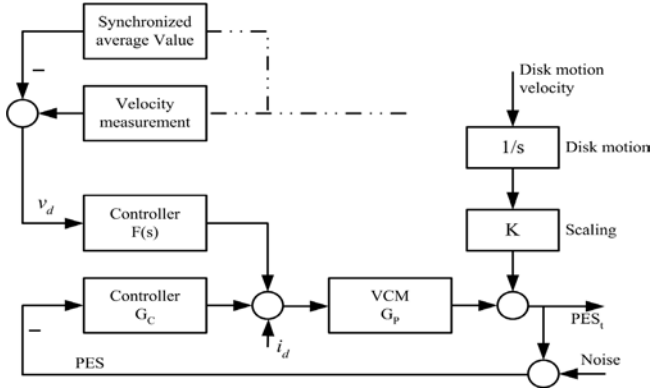 Synchronized
average Value
−
Velocity
measurement
Disk motion
velocity
1/s
Disk motion
v_d
Controller
F(s)
K
Scaling
Controller
G_C
VCM
G_P
−
i_d
PES_t
PES
Noise